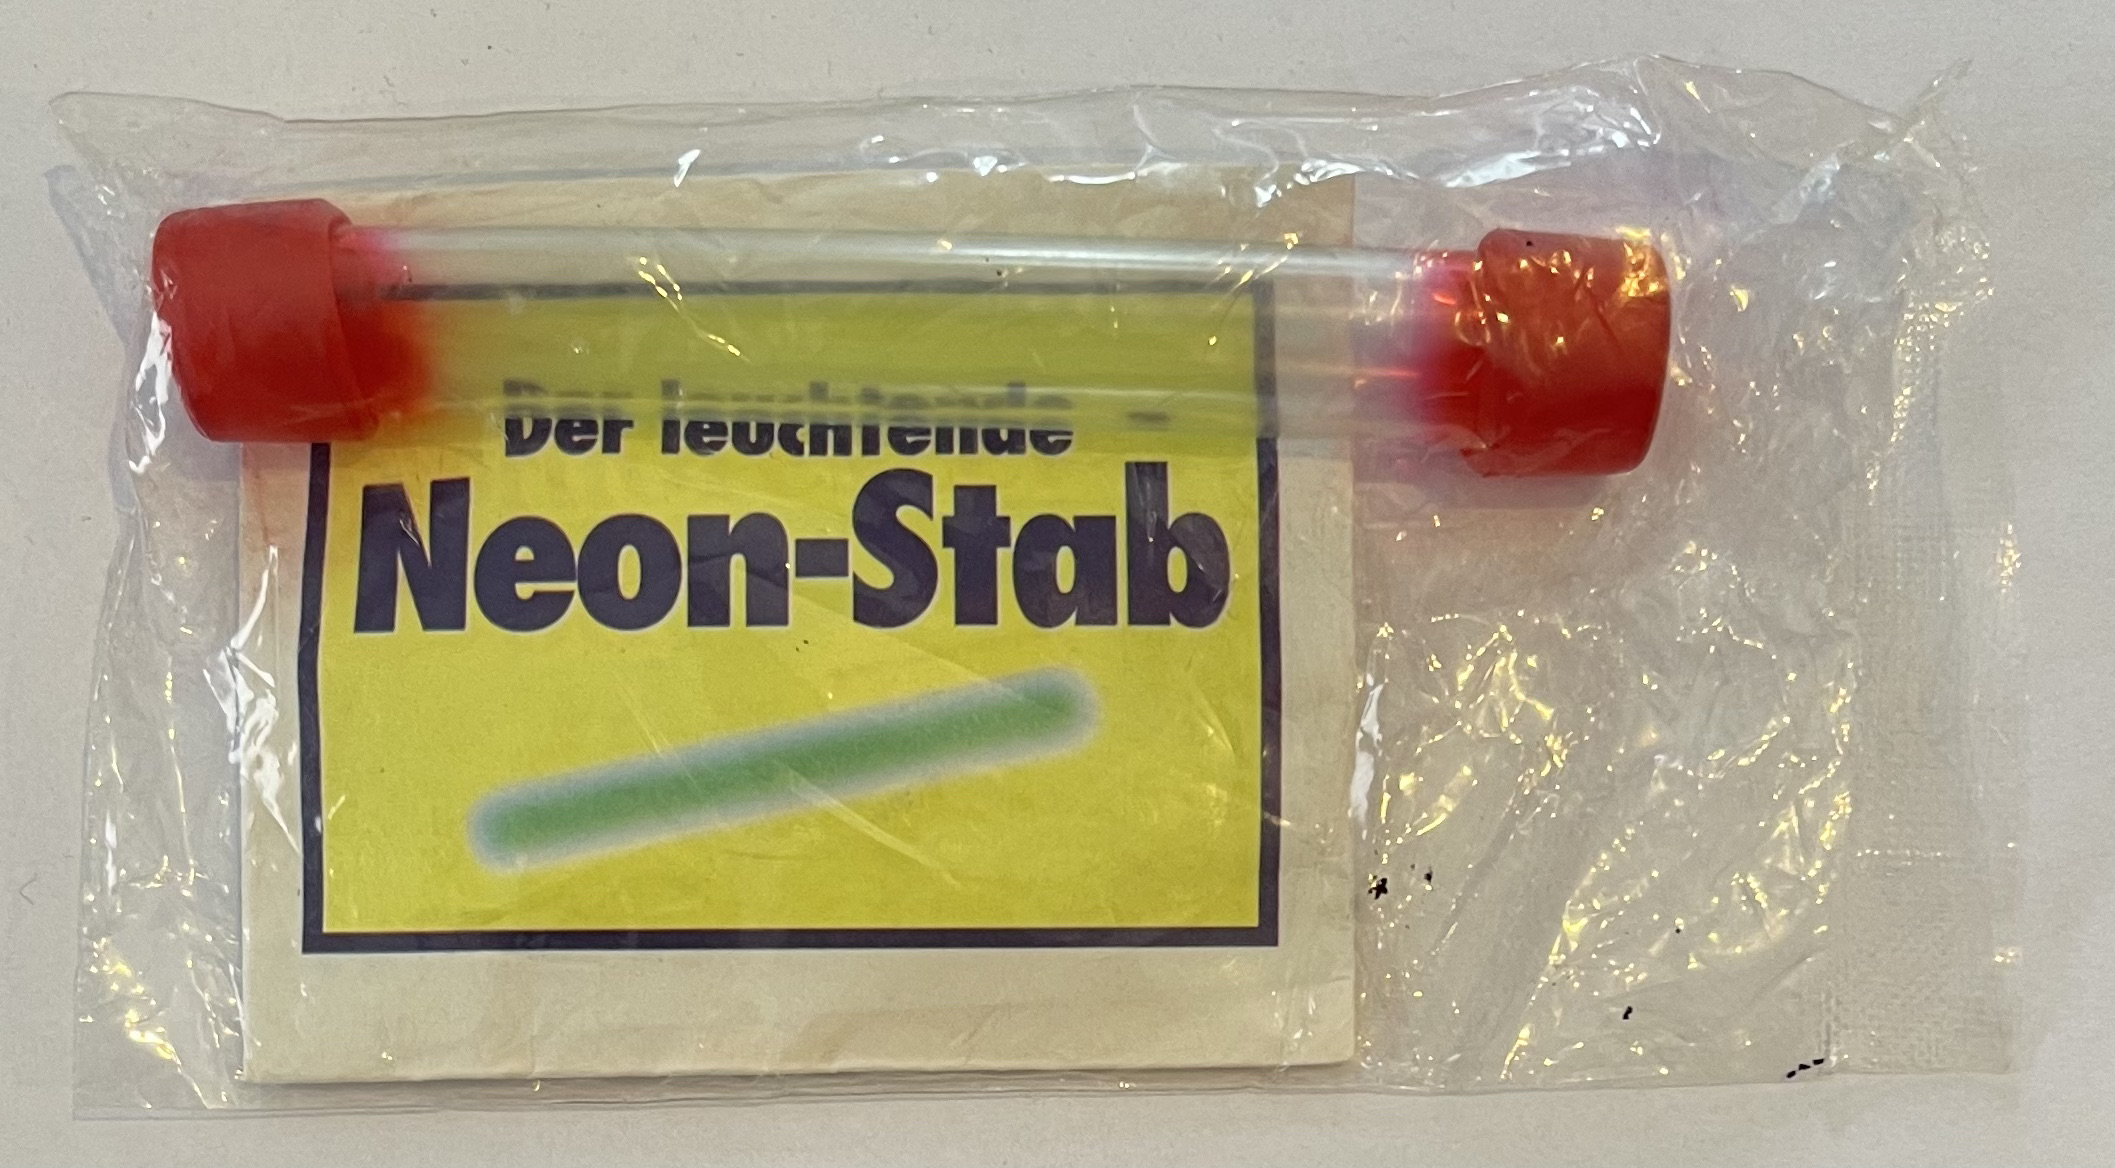 Der leuchtende
Neon-Stab